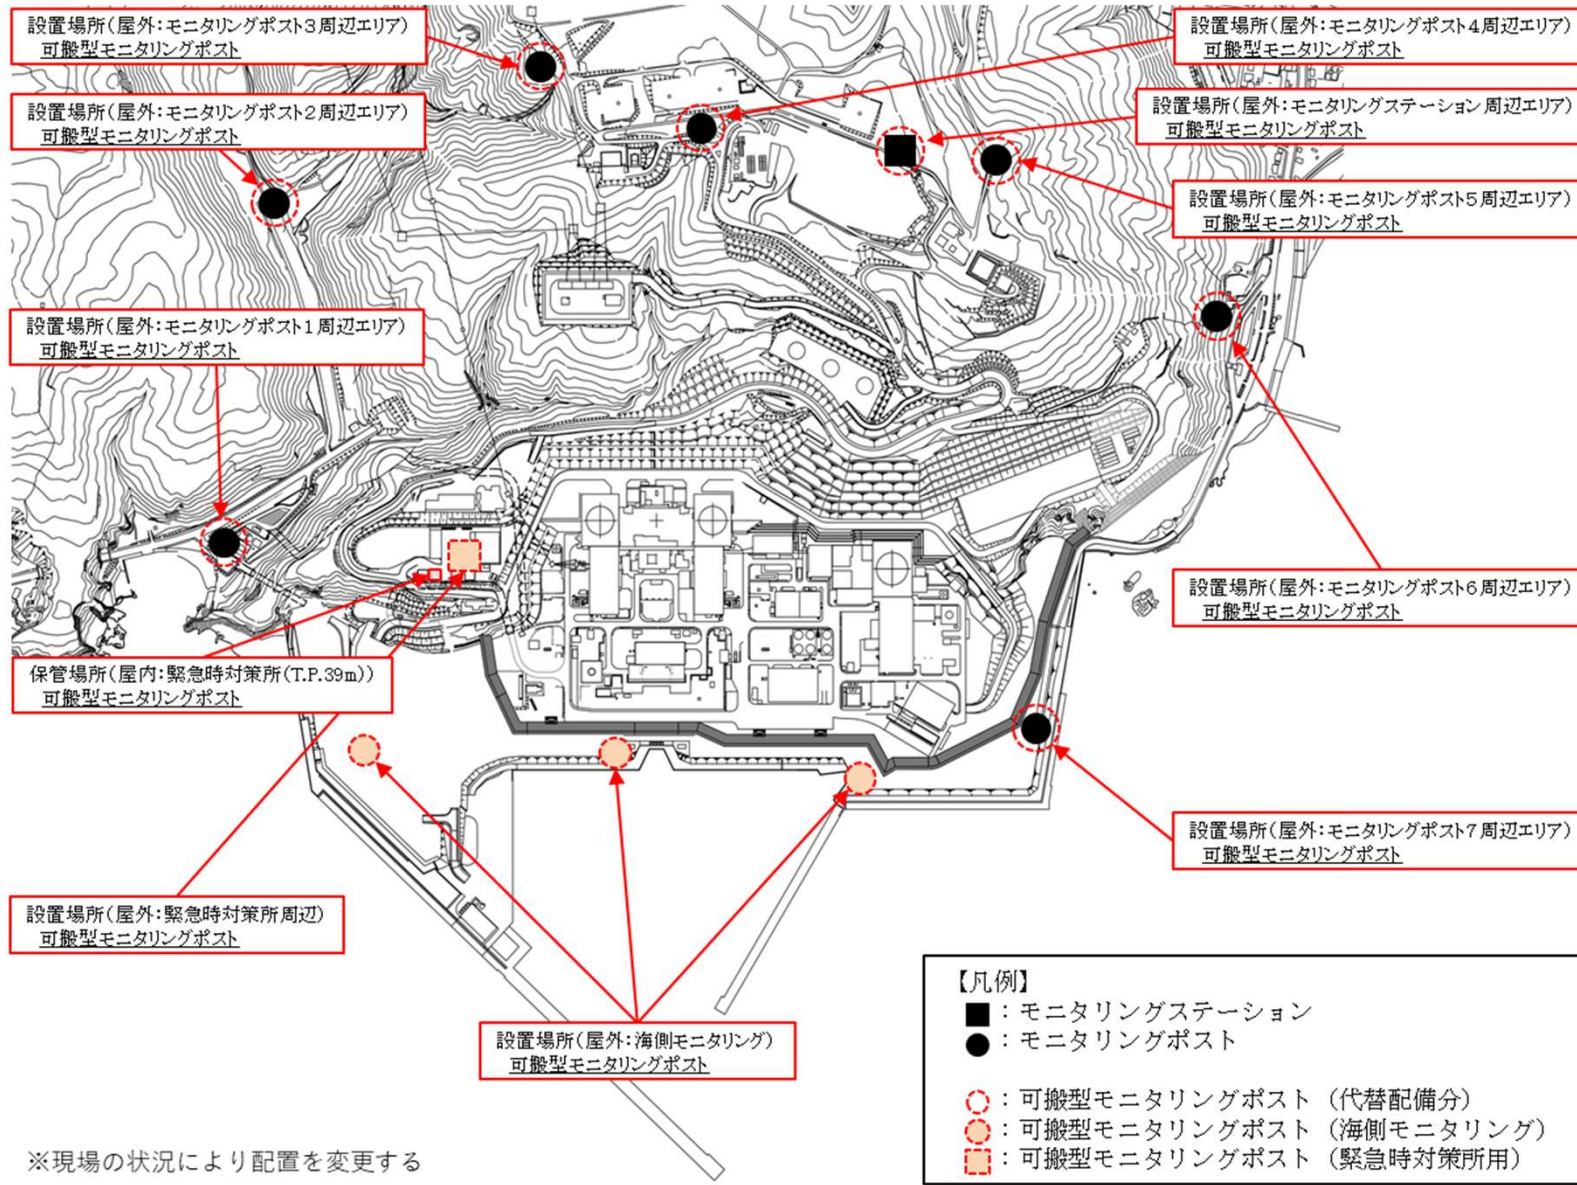 設置場所(屋外:モニタリングポスト3周辺エリア)
可搬型モニタリングポスト
設置場所(屋外:モニタリングポスト2周辺エリア)
可搬型モニタリングポスト
設置場所(屋外:モニタリングポスト1周辺エリア)
可搬型モニタリングポスト
保管場所(屋内:緊急時対策所(T.P.39m))
可搬型モニタリングポスト
設置場所(屋外:緊急時対策所周辺)
可搬型モニタリングポスト
設置場所(屋外:海側モニタリング)
可搬型モニタリングポスト
設置場所(屋外:モニタリングポスト4周辺エリア)
可搬型モニタリングポスト
設置場所(屋外:モニタリングステーション周辺エリア)
可搬型モニタリングポスト
設置場所(屋外:モニタリングポスト5周辺エリア)
可搬型モニタリングポスト
設置場所(屋外:モニタリングポスト6周辺エリア)
可搬型モニタリングポスト
設置場所(屋外:モニタリングポスト7周辺エリア)
可搬型モニタリングポスト
【凡例】
:モニタリングステーション
:モニタリングポスト
:可搬型モニタリングポスト(代替配備分)
:可搬型モニタリングポスト(海側モニタリング)
:可搬型モニタリングポスト(緊急時対策所用)
※現場の状況により配置を変更する